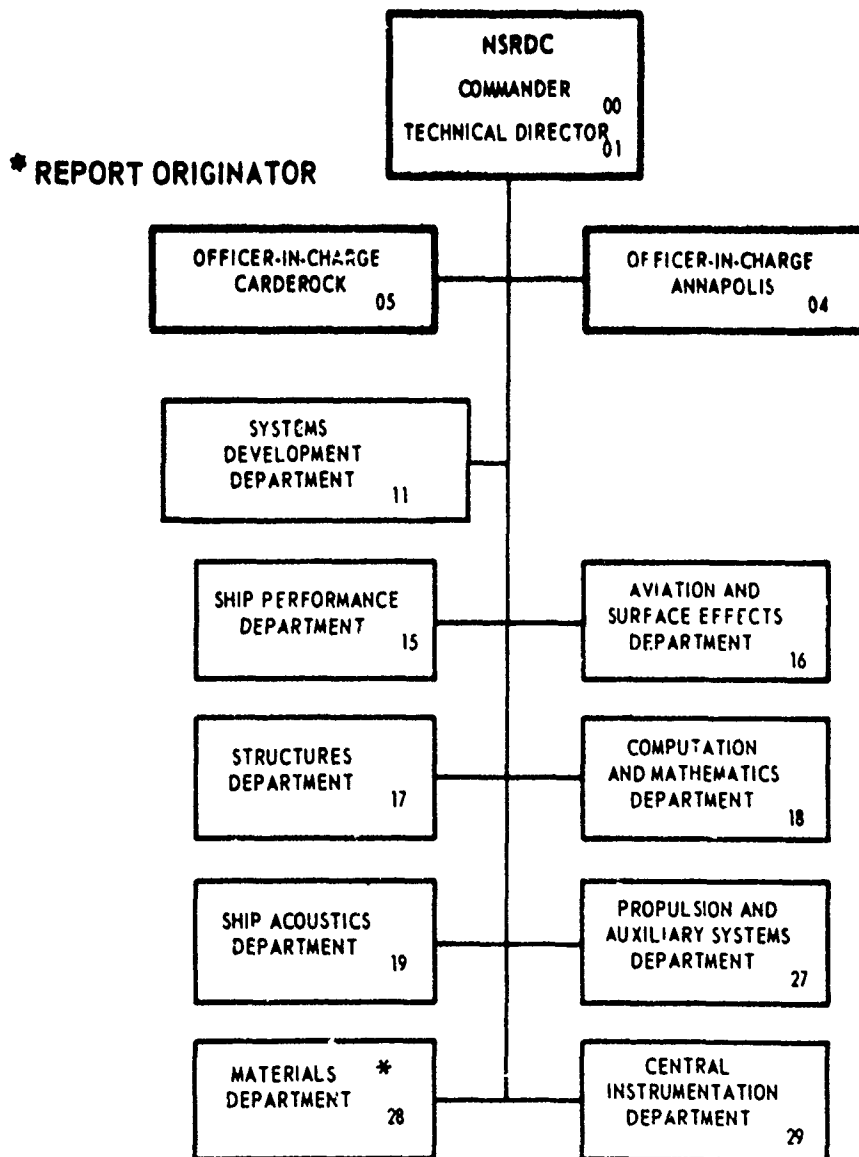 NSRDC
COMMANDER
00
TECHNICAL DIRECTOR
01
* REPORT ORIGINATOR
OFFICER-IN-CHARGE
CARDEROCK
05
OFFICER-IN-CHARGE
ANNAPOLIS
04
SYSTEMS
DEVELOPMENT
DEPARTMENT
11
SHIP PERFORMANCE
DEPARTMENT
15
AVIATION AND
SURFACE EFFECTS
DEPARTMENT
16
STRUCTURES
DEPARTMENT
17
COMPUTATION
AND MATHEMATICS
DEPARTMENT
18
SHIP ACOUSTICS
DEPARTMENT
19
PROPULSION AND
AUXILIARY SYSTEMS
DEPARTMENT
27
MATERIALS *
DEPARTMENT
28
CENTRAL
INSTRUMENTATION
DEPARTMENT
29